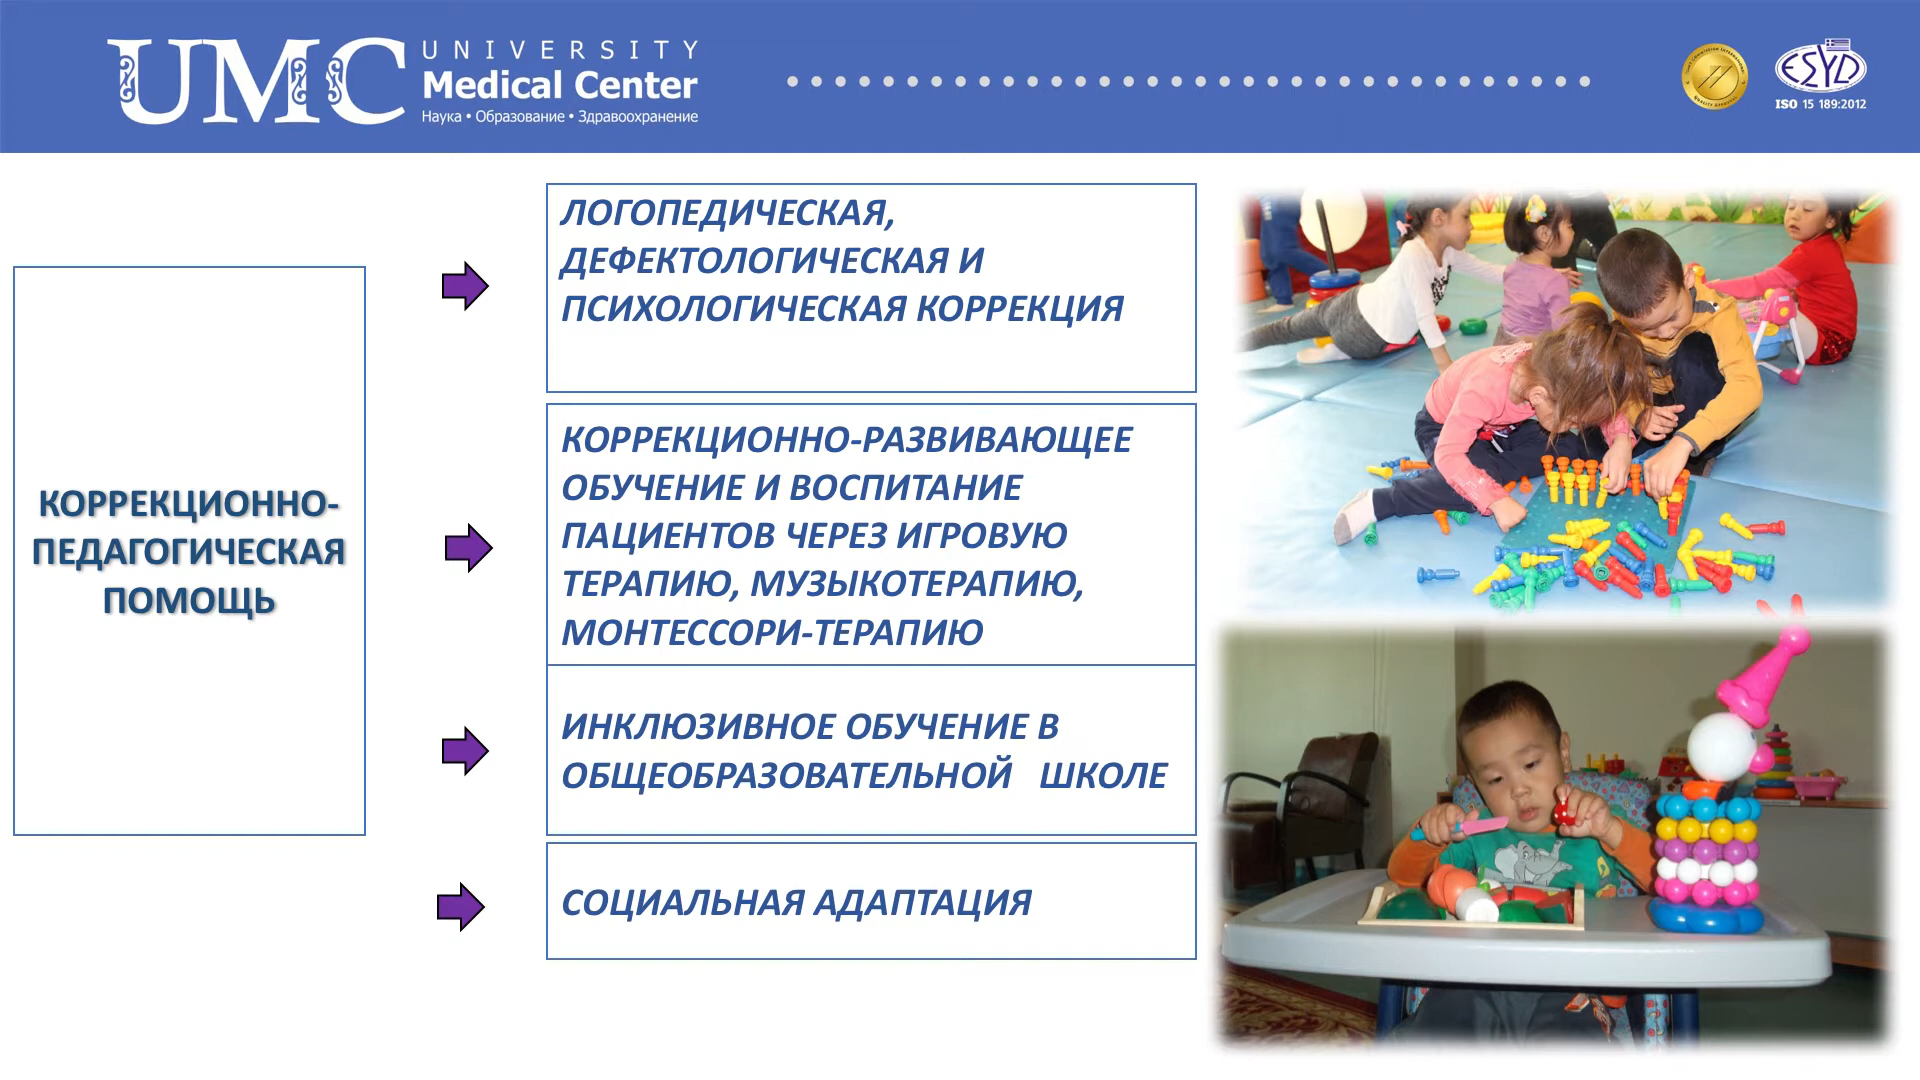 UMC
UNIVERSITY
Medical Center
Наука • Образование • Здравоохранение
ESYD
ISO 15 189:2012
КОРРЕКЦИОННО-
ПЕДАГОГИЧЕСКАЯ
ПОМОЩЬ
ЛОГОПЕДИЧЕСКАЯ,
ДЕФЕКТОЛОГИЧЕСКАЯ И
ПСИХОЛОГИЧЕСКАЯ КОРРЕКЦИЯ
КОРРЕКЦИОННО-РАЗВИВАЮЩЕЕ
ОБУЧЕНИЕ И ВОСПИТАНИЕ
ПАЦИЕНТОВ ЧЕРЕЗ ИГРОВУЮ
ТЕРАПИЮ, МУЗЫКОТЕРАПИЮ,
МОНТЕССОРИ-ТЕРАПИЮ
ИНКЛЮЗИВНОЕ ОБУЧЕНИЕ В
ОБЩЕОБРАЗОВАТЕЛЬНОЙ ШКОЛЕ
СОЦИАЛЬНАЯ АДАПТАЦИЯ